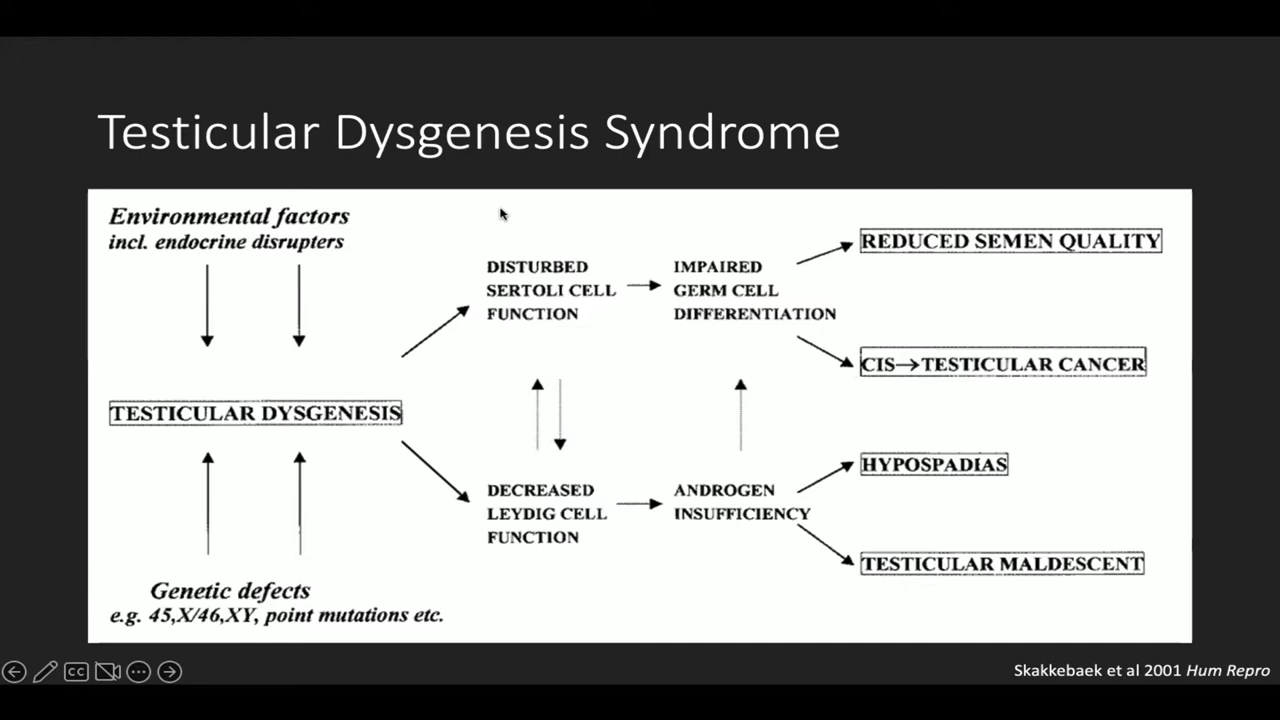 Testicular Dysgenesis Syndrome
Environmental factors
incl. endocrine disrupters
TESTICULAR DYSGENESIS
Genetic defects
e.g. 45,X/46,XY, point mutations etc.
DISTURBED
SERTOLI CELL
FUNCTION
DECREASED
LEYDIG CELL
FUNCTION
IMPAIRED
GERM CELL
DIFFERENTIATION
ANDROGEN
INSUFFICIENCY
REDUCED SEMEN QUALITY
CIS→TESTICULAR CANCER
HYPOSPADIAS
TESTICULAR MALDESCENT
CC
Skakkebaek et al 2001 Hum Repro